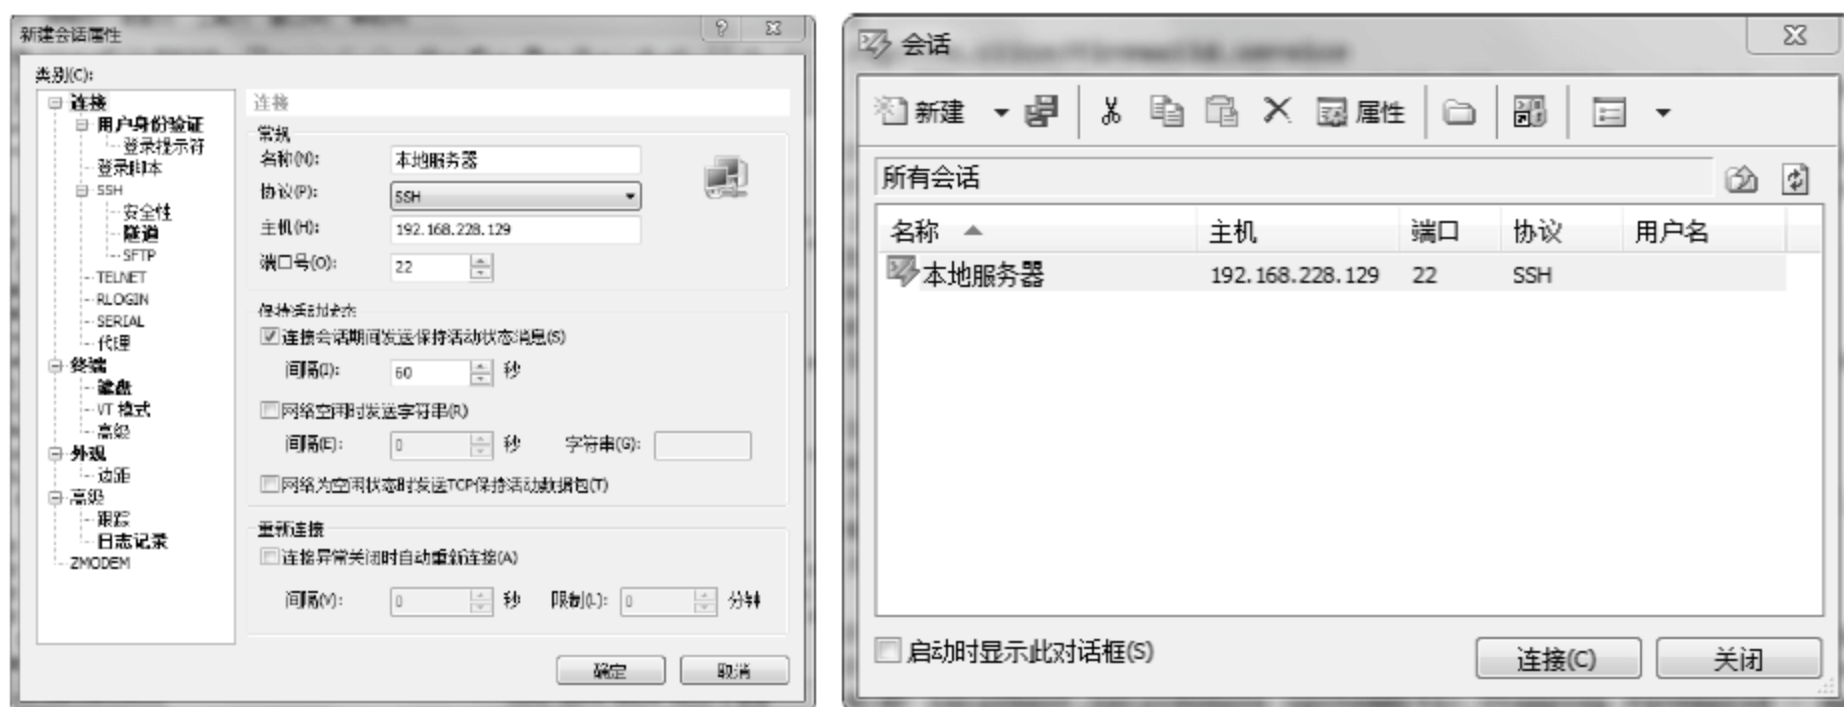 新建会话属性
类别(C):
连接
用户身份验证
登录提示符
登录脚本
SSH
安全性
隧道
SFTP
TELNET
RLOGIN
SERIAL
代理
终端
键盘
VT 模式
高级
外观
边距
高级
跟踪
日志记录
ZMODEM
连接
常规
名称(N): 本地服务器
协议(P): SSH
主机(H): 192.168.228.129
端口号(O): 22
保持活动状态
连接会话期间发送保持活动状态消息(S)
间隔(I): 60 秒
网络空闲时发送字符串(R)
间隔(E): 0 秒 字符串(G):
网络为空闲状态时发送TCP保持活动数据包(T)
重新连接
连接异常关闭时自动重新连接(A)
间隔(V): 0 秒 限制(L): 0 分钟
确定 取消
会话
新建 属性
所有会话
名称 主机 端口 协议 用户名
本地服务器 192.168.228.129 22 SSH
启动时显示此对话框(S)
连接(C) 关闭